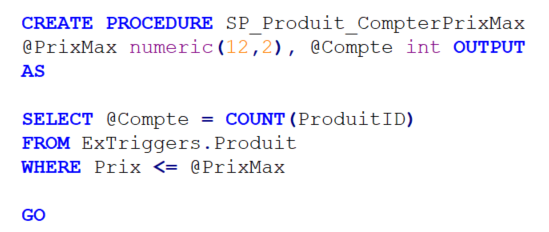 CREATE PROCEDURE SP_Produit_CompterPrixMax
@PrixMax numeric(12,2), @Compte int OUTPUT
AS
SELECT @Compte = COUNT(ProduitID)
FROM ExTriggers.Produit
WHERE Prix <= @PrixMax
GO